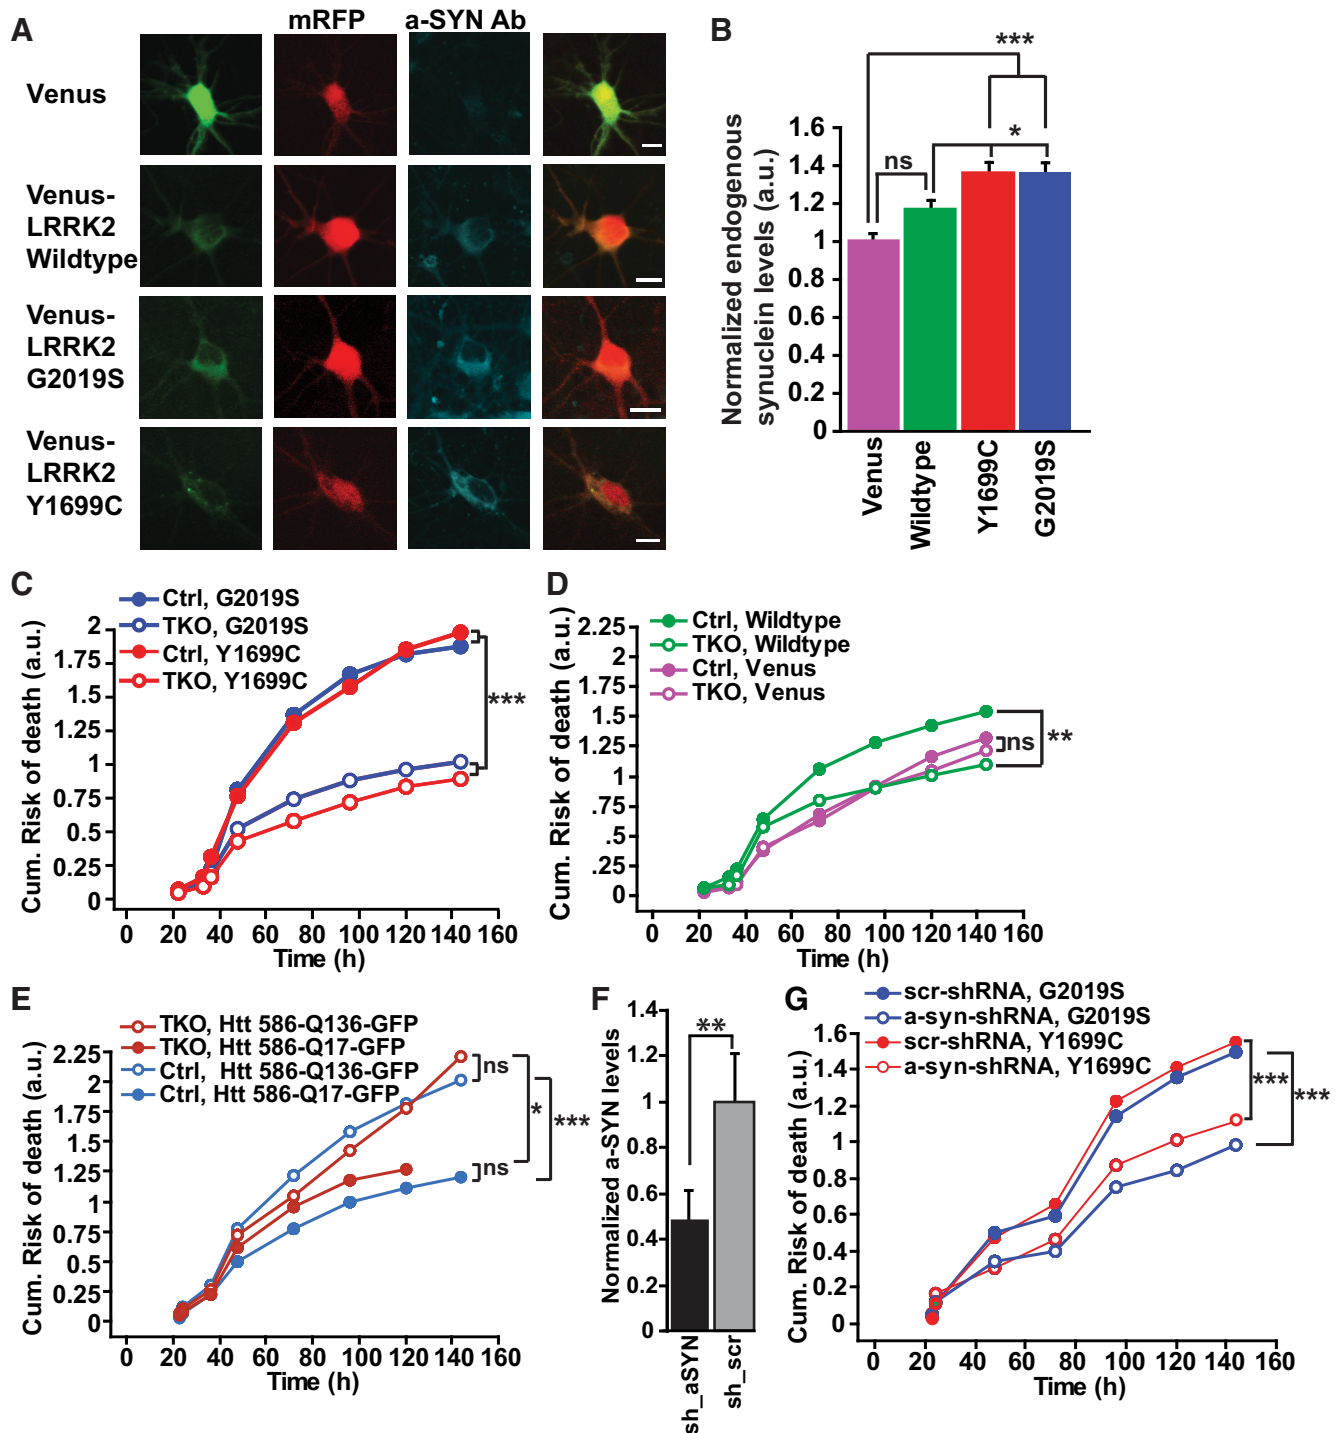 A
mRFP
a-SYN Ab
Venus
Venus-
LRRK2
Wildtype
Venus-
LRRK2
G2019S
Venus-
LRRK2
Y1699C
B
Normalized endogenous
synuclein levels (a.u.)
1.6
1.4
1.2
1
0.8
0.6
0.4
0.2
0
***
*
ns
Venus
Wildtype
Y1699C
G2019S
C
Ctrl, G2019S
TKO, G2019S
Ctrl, Y1699C
TKO, Y1699C
Cum. Risk of death (a.u.)
2
1.75
1.5
1.25
1
0.75
0.5
0.25
0
***
0 20 40 60 80 100 120 140 160
Time (h)
D
Ctrl, Wildtype
TKO, Wildtype
Ctrl, Venus
TKO, Venus
Cum. Risk of death (a.u.)
2.25
2
1.75
1.5
1.25
1
.75
.5
.25
0
ns
**
0 20 40 60 80 100 120 140 160
Time (h)
E
TKO, Htt 586-Q136-GFP
TKO, Htt 586-Q17-GFP
Ctrl, Htt 586-Q136-GFP
Ctrl, Htt 586-Q17-GFP
Cum. Risk of death (a.u.)
2.25
2
1.75
1.5
1.25
1
0.75
0.5
0.25
0
ns
*
***
ns
0 20 40 60 80 100 120 140 160
Time (h)
F
Normalized a-SYN levels
1.4
1.2
1
0.8
0.6
0.4
0.2
0
**
sh_aSYN
sh_scr
G
scr-shRNA, G2019S
a-syn-shRNA, G2019S
scr-shRNA, Y1699C
a-syn-shRNA, Y1699C
Cum. Risk of death (a.u.)
1.6
1.4
1.2
1
0.8
0.6
0.4
0.2
0
***
***
0 20 40 60 80 100 120 140 160
Time (h)